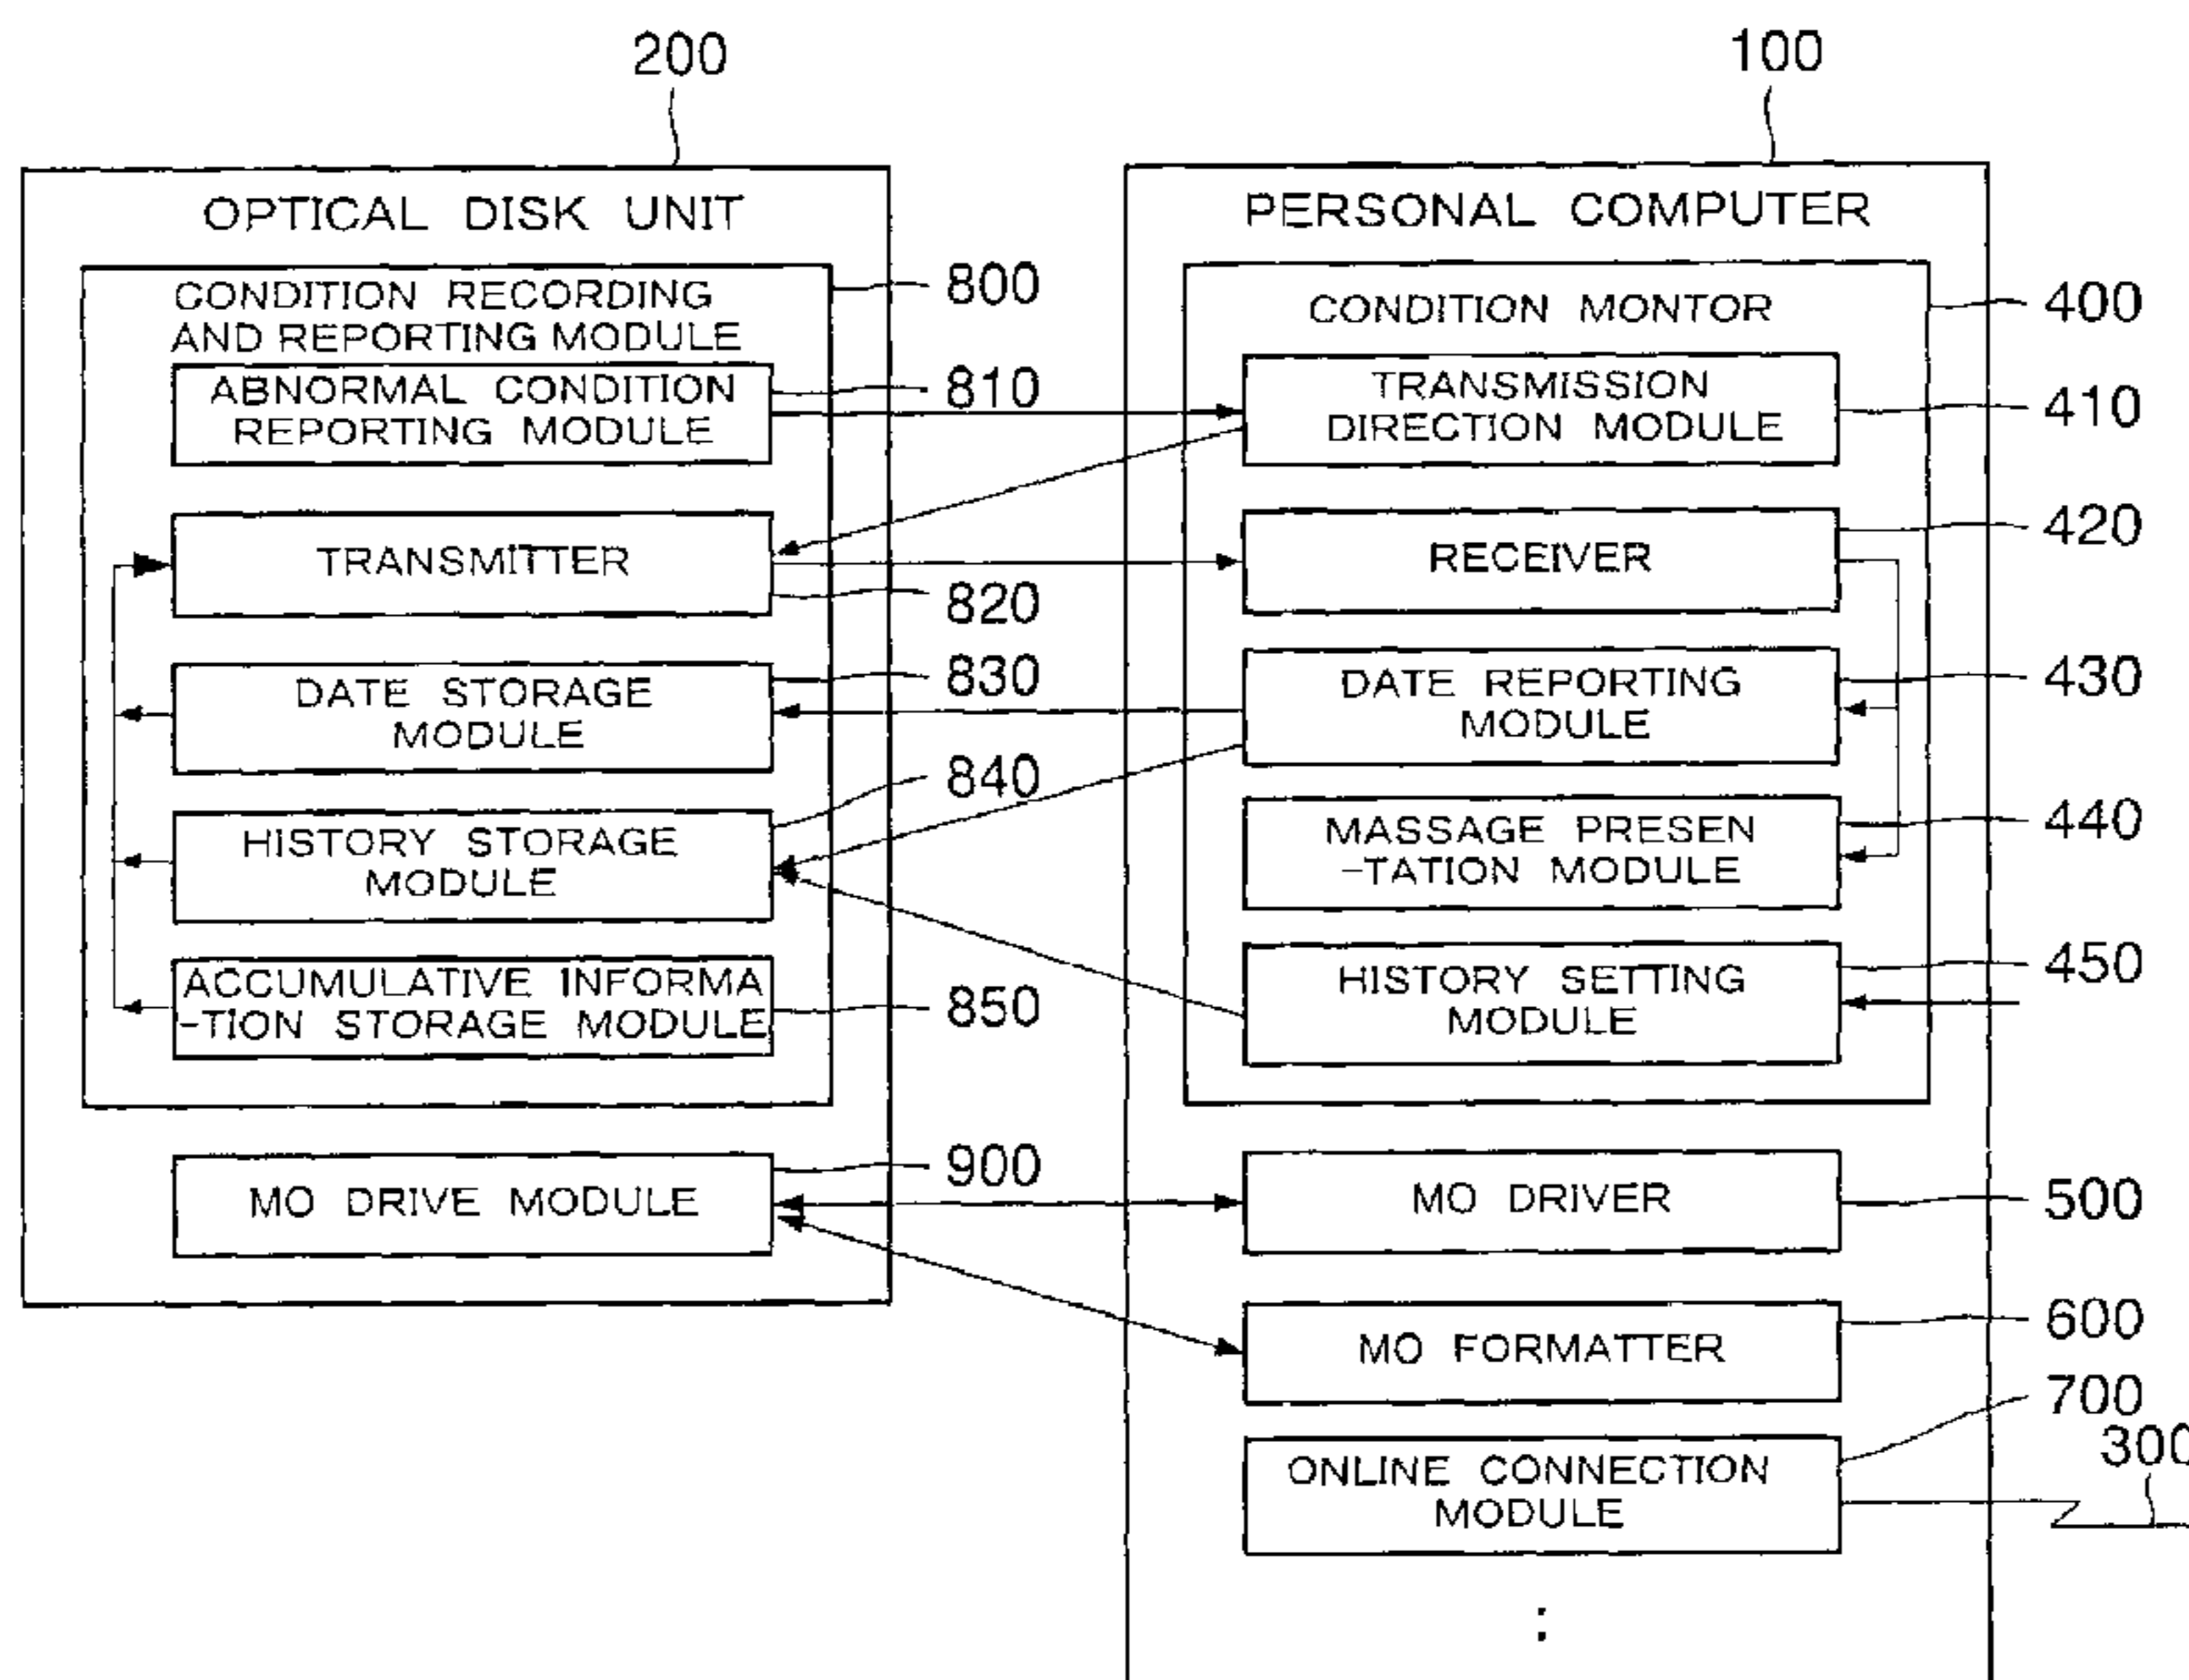 200
100
OPTICAL DISK UNIT
PERSONAL COMPUTER
CONDITION RECORDING
AND REPORTING MODULE
800
ABNORMAL CONDITION
REPORTING MODULE
810
TRANSMITTER
820
DATE STORAGE
MODULE
830
HISTORY STORAGE
MODULE
840
ACCUMULATIVE INFORMA
-TION STORAGE MODULE
850
MO DRIVE MODULE
900
CONDITION MONTOR
400
TRANSMISSION
DIRECTION MODULE
410
RECEIVER
420
DATE REPORTING
MODULE
430
MASSAGE PRESEN
-TATION MODULE
440
HISTORY SETTING
MODULE
450
MO DRIVER
500
MO FORMATTER
600
ONLINE CONNECTION
MODULE
700
300